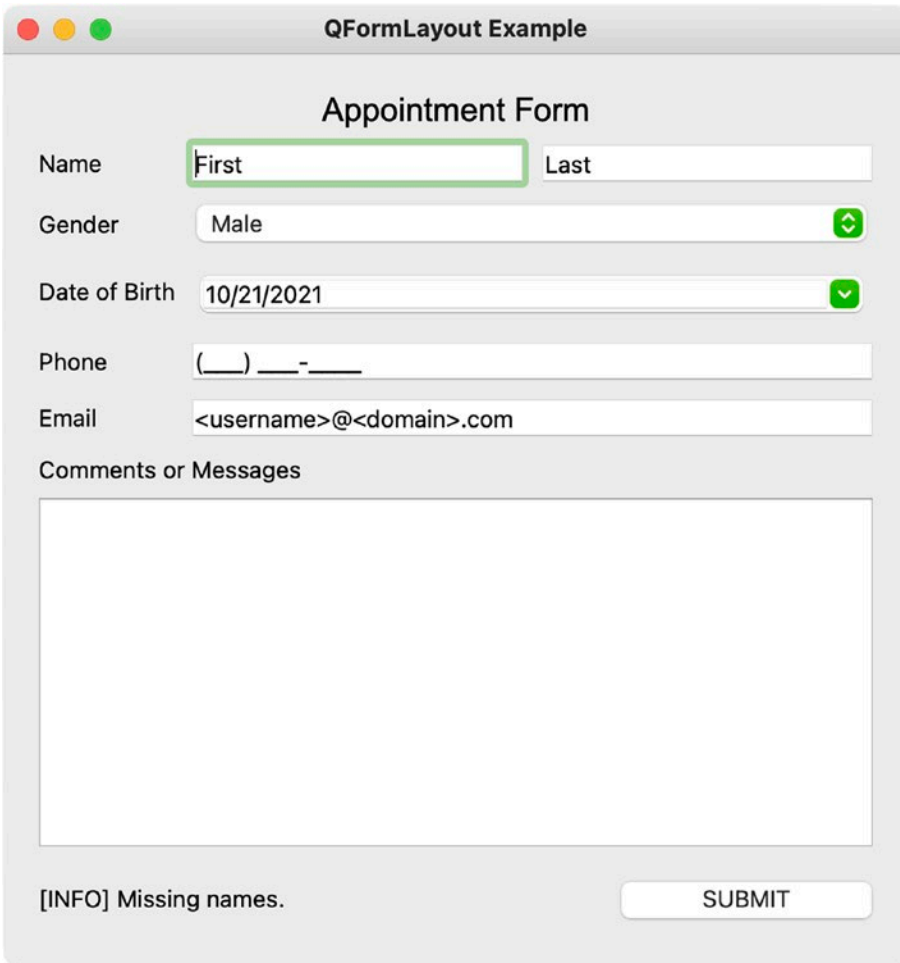 QFormLayout Example
Appointment Form
Name First Last
Gender Male
Date of Birth 10/21/2021
Phone (___) ___-____
Email <username>@<domain>.com
Comments or Messages
[INFO] Missing names. SUBMIT